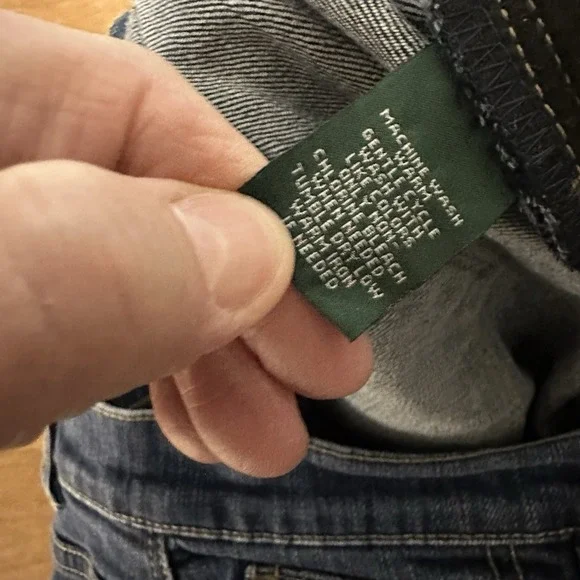 MACHINE WASH
WARM
GENTLE CYCLE
WASH WITH
LIKE COLORS
ONLY NON-
CHLORINE BLEACH
WHEN NEEDED
TUMBLE DRY LOW
WARM IRON
NEEDED